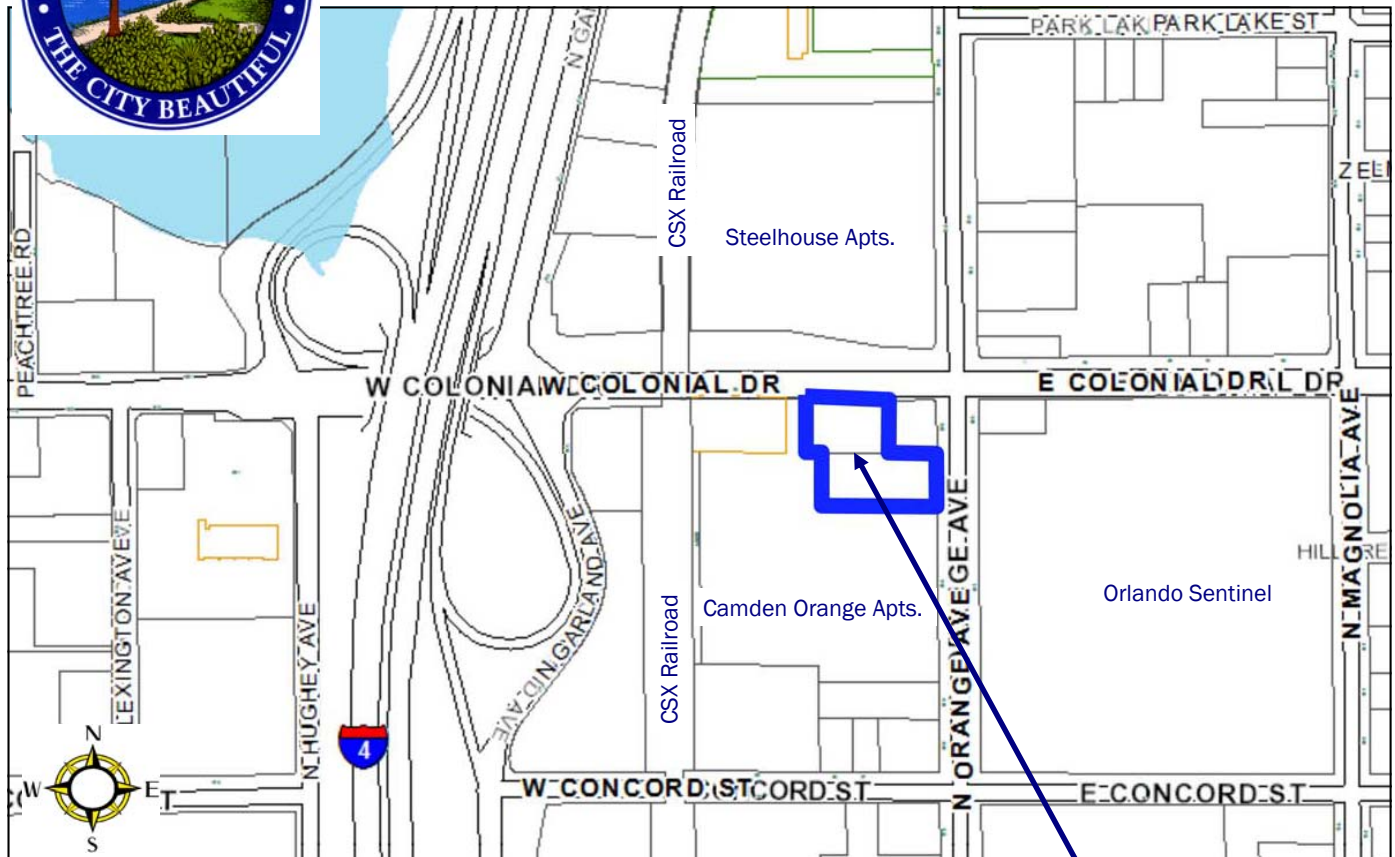 THE CITY BEAUTIFUL
PARK LAK PARK LAKE ST
N GA
CSX Railroad
Steelhouse Apts.
ZEL
PEACHTREE RD
W COLONIA W COLONIAL DR
E COLONIAL DR L DR
N MAGNOLIA AVE
LEXINGTON AVE VE
N HUGHEY AVE
N GARLAND AVE
CSX Railroad
Camden Orange Apts.
N ORANGE AVE GE AVE
Orlando Sentinel
HILL RE
4
N
W E
S
T
W CONCORD ST CORD ST
E CONCORD ST